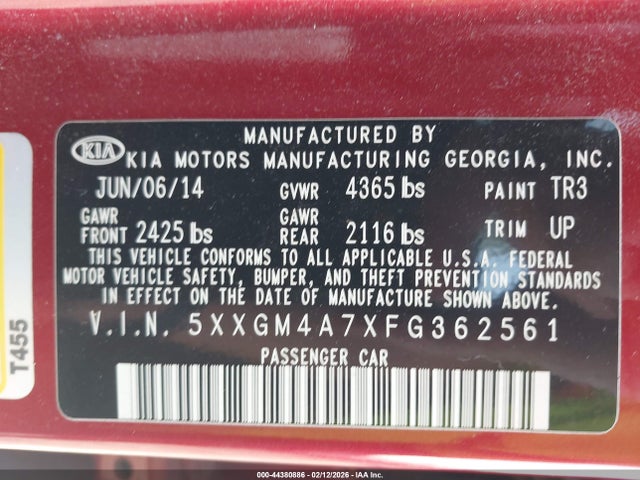 MANUFACTURED BY
KIA KIA MOTORS MANUFACTURING GEORGIA, INC.
JUN/06/14 GVWR 4365 lbs PAINT TR3
GAWR FRONT 2425 lbs GAWR REAR 2116 lbs TRIM UP
THIS VEHICLE CONFORMS TO ALL APPLICABLE U.S.A. FEDERAL
MOTOR VEHICLE SAFETY, BUMPER, AND THEFT PREVENTION STANDARDS
IN EFFECT ON THE DATE OF MANUFACTURE SHOWN ABOVE.
V.I.N. 5XXGM4A7XFG362561
PASSENGER CAR
T455
000-44380886 - 02/12/2026 - IAA Inc.